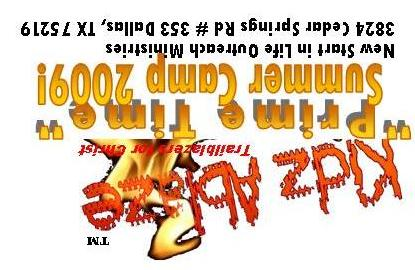 Kidz Ablaze ™
Trailblazers for Christ
"Prime Time"
Summer Camp 2009!
New Start in Life Outreach Ministries
3824 Cedar Springs Rd # 353 Dallas, TX 75219